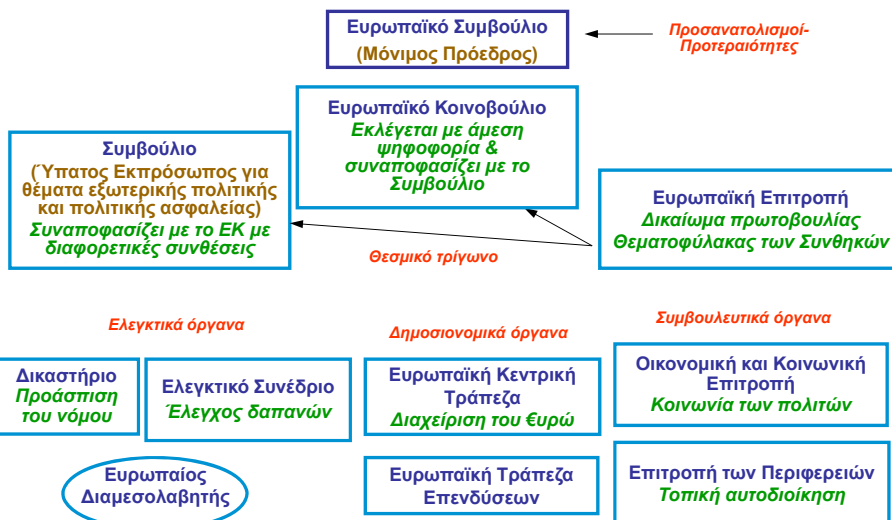 Ευρωπαϊκό Συμβούλιο
(Μόνιμος Πρόεδρος)
Προσανατολισμοί-
Προτεραιότητες
Ευρωπαϊκό Κοινοβούλιο
Εκλέγεται με άμεση
ψηφοφορία &
συναποφασίζει με το
Συμβούλιο
Συμβούλιο
(Ύπατος Εκπρόσωπος για
θέματα εξωτερικής πολιτικής
και πολιτικής ασφαλείας)
Συναποφασίζει με το ΕΚ με
διαφορετικές συνθέσεις
Ευρωπαϊκή Επιτροπή
Δικαίωμα πρωτοβουλίας
Θεματοφύλακας των Συνθηκών
Θεσμικό τρίγωνο
Ελεγκτικά όργανα
Δικαστήριο
Προάσπιση
του νόμου
Ελεγκτικό Συνέδριο
Έλεγχος δαπανών
Ευρωπαίος
Διαμεσολαβητής
Δημοσιονομικά όργανα
Ευρωπαϊκή Κεντρική
Τράπεζα
Διαχείριση του €υρώ
Ευρωπαϊκή Τράπεζα
Επενδύσεων
Συμβουλευτικά όργανα
Οικονομική και Κοινωνική
Επιτροπή
Κοινωνία των πολιτών
Επιτροπή των Περιφερειών
Τοπική αυτοδιοίκηση